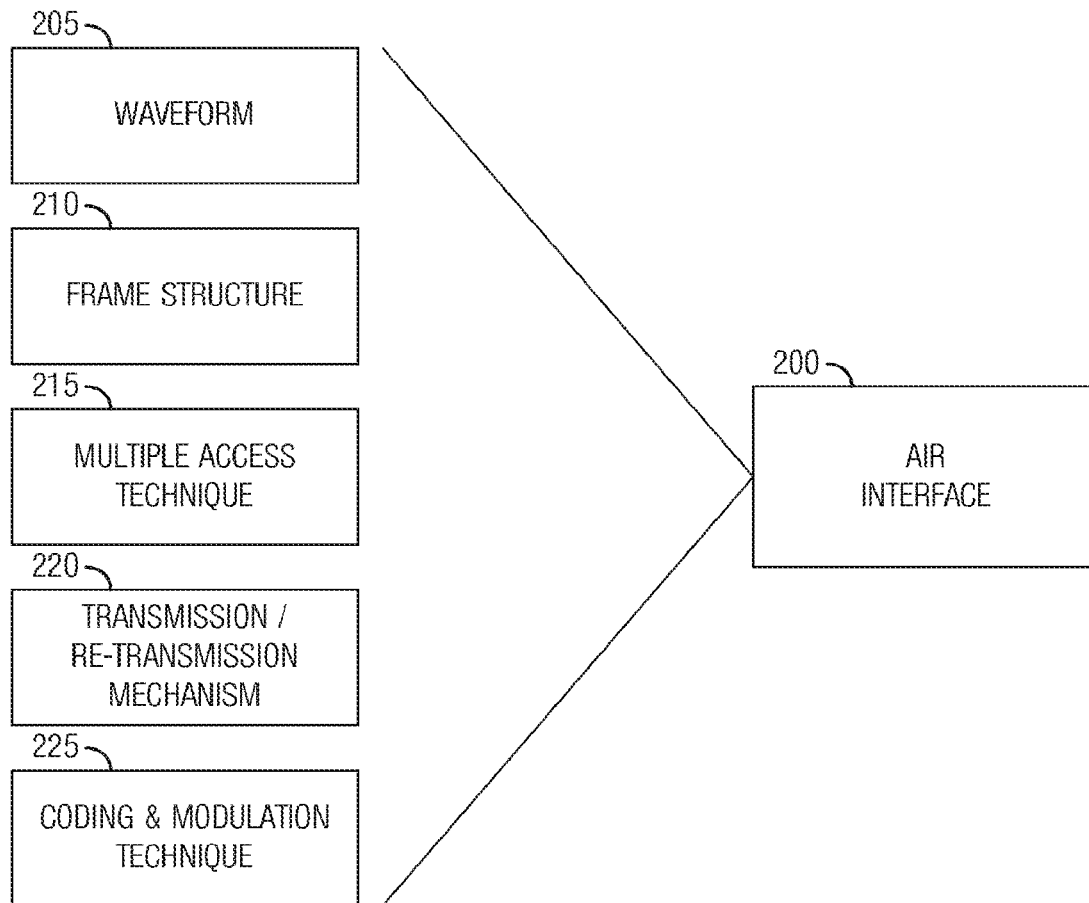 205
WAVEFORM
210
FRAME STRUCTURE
215
MULTIPLE ACCESS
TECHNIQUE
220
TRANSMISSION /
RE-TRANSMISSION
MECHANISM
225
CODING & MODULATION
TECHNIQUE
200
AIR
INTERFACE